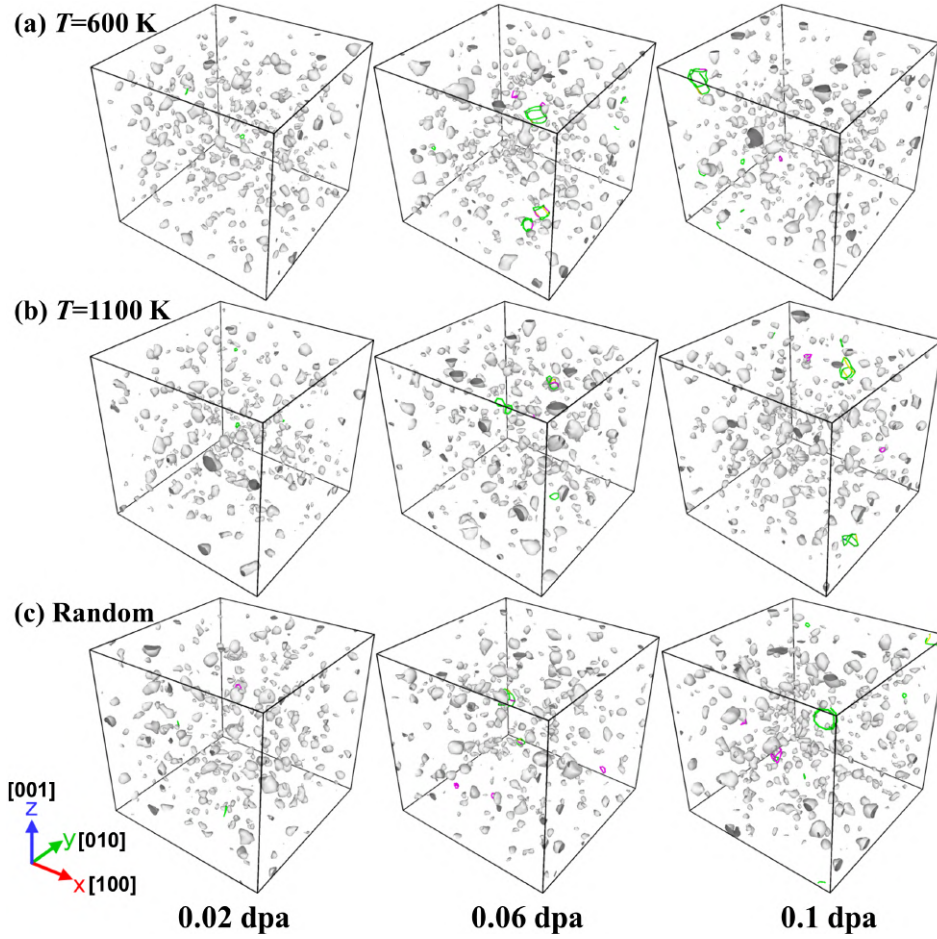 (a) T=600 K
(b) T=1100 K
(c) Random
[001]
z
y [010]
x [100]
0.02 dpa 0.06 dpa 0.1 dpa